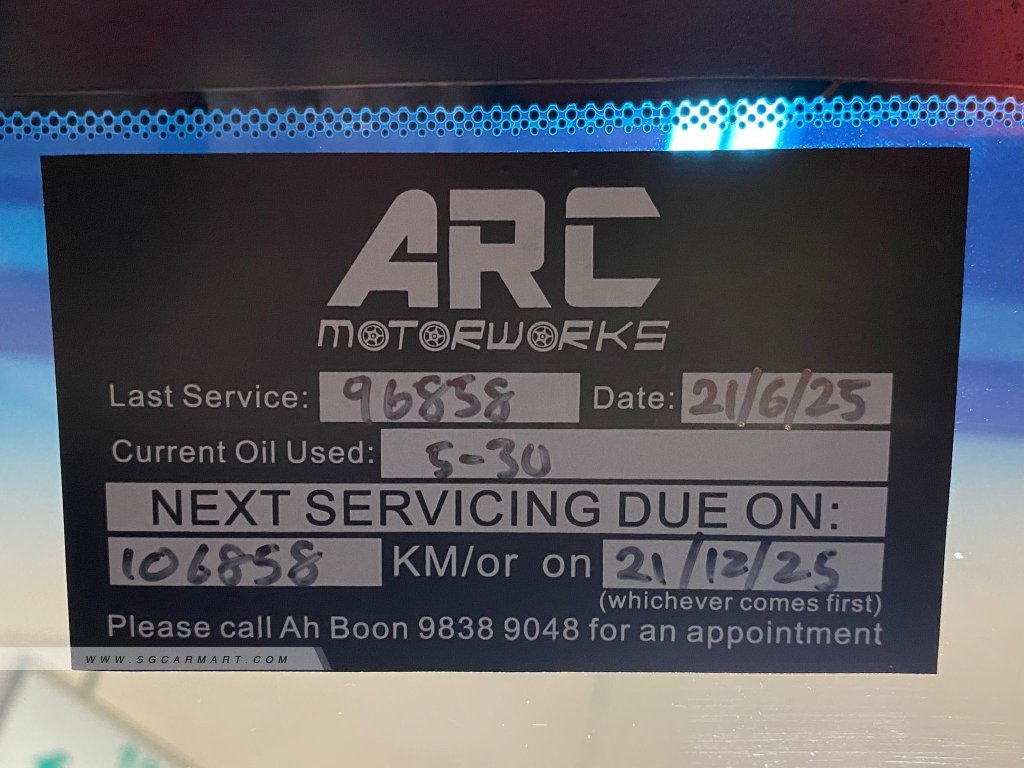 ARC
MOTORWORKS
Last Service: 96858 Date: 21/6/25
Current Oil Used: 5-30
NEXT SERVICING DUE ON:
106858 KM/or on 21/12/25
(whichever comes first)
Please call Ah Boon 9838 9048 for an appointment
WWW.SGCARMART.COM